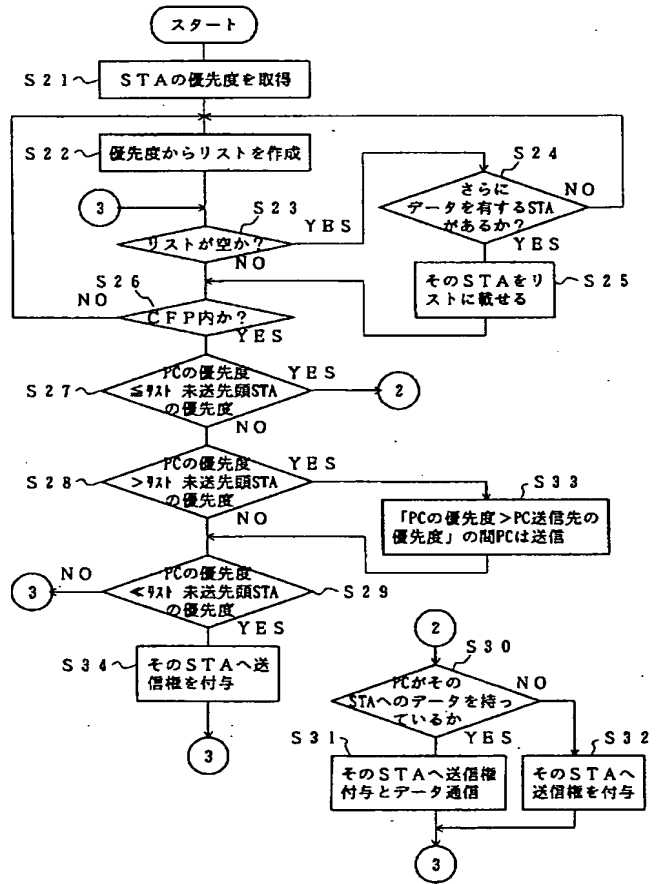 スタート
S21
STAの優先度を取得
S22
優先度からリストを作成
3
S23
リストが空か?
YES
NO
S24
さらに
データを有するSTA
があるか?
NO
YES
S25
そのSTAをリ
ストに載せる
S26
NO
CFP内か?
YES
S27
PCの優先度
≦リスト 未送先頭STA
の優先度
YES
2
NO
S28
PCの優先度
>リスト 未送先頭STA
の優先度
YES
NO
S33
「PCの優先度>PC送信先の
優先度」の間PCは送信
3
NO
PCの優先度
≪リスト 未送先頭STA
の優先度
S29
YES
S34
そのSTAへ送
信権を付与
3
2
S30
PCがその
STAへのデータを持っ
ているか
NO
YES
S31
そのSTAへ送信権
付与とデータ通信
S32
そのSTAへ
送信権を付与
3